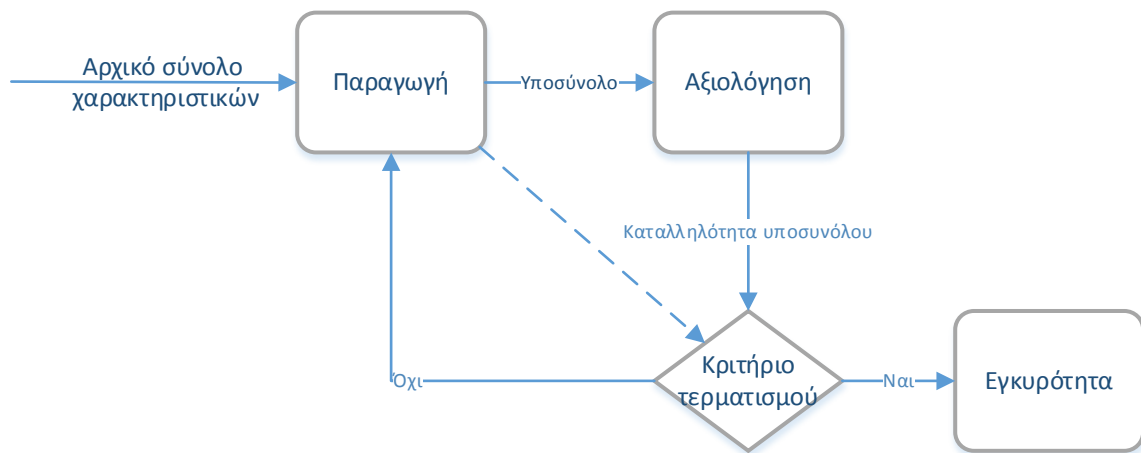 Αρχικό σύνολο
χαρακτηριστικών
Παραγωγή
Υποσύνολο
Αξιολόγηση
Καταλληλότητα υποσυνόλου
Κριτήριο
τερματισμού
Όχι
Ναι
Εγκυρότητα